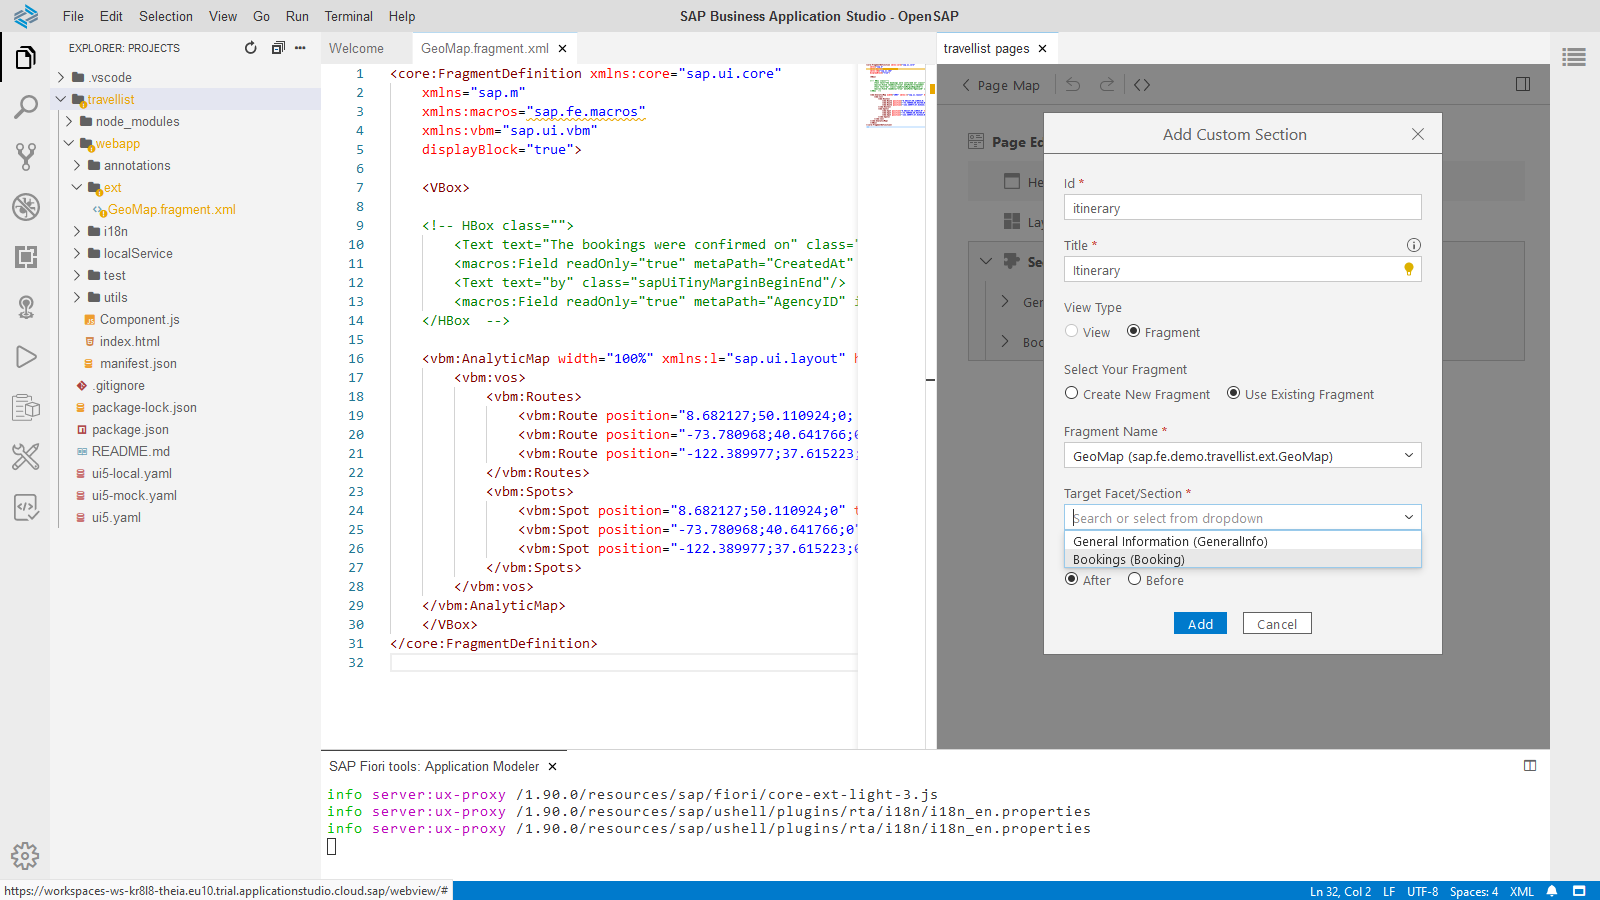 File Edit Selection View Go Run Terminal Help
SAP Business Application Studio - OpenSAP
EXPLORER: PROJECTS
.vscode
travellist
node_modules
webapp
annotations
ext
GeoMap.fragment.xml
i18n
localService
test
utils
Component.js
index.html
manifest.json
.gitignore
package-lock.json
package.json
README.md
ui5-local.yaml
ui5-mock.yaml
ui5.yaml
Welcome
GeoMap.fragment.xml
1 <core:FragmentDefinition xmlns:core="sap.ui.core"
2 xmlns="sap.m"
3 xmlns:macros="sap.fe.macros"
4 xmlns:vbm="sap.ui.vbm"
5 displayBlock="true">
6
7 <VBox>
8
9 <!-- HBox class="">
10 <Text text="The bookings were confirmed on" class="
11 <macros:Field readOnly="true" metaPath="CreatedAt"
12 <Text text="by" class="sapUiTinyMarginBeginEnd"/>
13 <macros:Field readOnly="true" metaPath="AgencyID" i
14 </HBox -->
15
16 <vbm:AnalyticMap width="100%" xmlns:l="sap.ui.layout" h
17 <vbm:vos>
18 <vbm:Routes>
19 <vbm:Route position="8.682127;50.110924;0;
20 <vbm:Route position="-73.780968;40.641766;0
21 <vbm:Route position="-122.389977;37.615223;
22 </vbm:Routes>
23 <vbm:Spots>
24 <vbm:Spot position="8.682127;50.110924;0" t
25 <vbm:Spot position="-73.780968;40.641766;0"
26 <vbm:Spot position="-122.389977;37.615223;0
27 </vbm:Spots>
28 </vbm:vos>
29 </vbm:AnalyticMap>
30 </VBox>
31 </core:FragmentDefinition>
32
travellist pages
Page Map
Page Ed
He
Lay
Se
Gen
Boo
Add Custom Section
Id *
itinerary
Title *
Itinerary
View Type
View Fragment
Select Your Fragment
Create New Fragment Use Existing Fragment
Fragment Name *
GeoMap (sap.fe.demo.travellist.ext.GeoMap)
Target Facet/Section *
Search or select from dropdown
General Information (GeneralInfo)
Bookings (Booking)
After Before
Add Cancel
SAP Fiori tools: Application Modeler
info server:ux-proxy /1.90.0/resources/sap/fiori/core-ext-light-3.js
info server:ux-proxy /1.90.0/resources/sap/ushell/plugins/rta/i18n/i18n_en.properties
info server:ux-proxy /1.90.0/resources/sap/ushell/plugins/rta/i18n/i18n_en.properties
https://workspaces-ws-kr8l8-theia.eu10.trial.applicationstudio.cloud.sap/webview/#
Ln 32, Col 2 LF UTF-8 Spaces: 4 XML